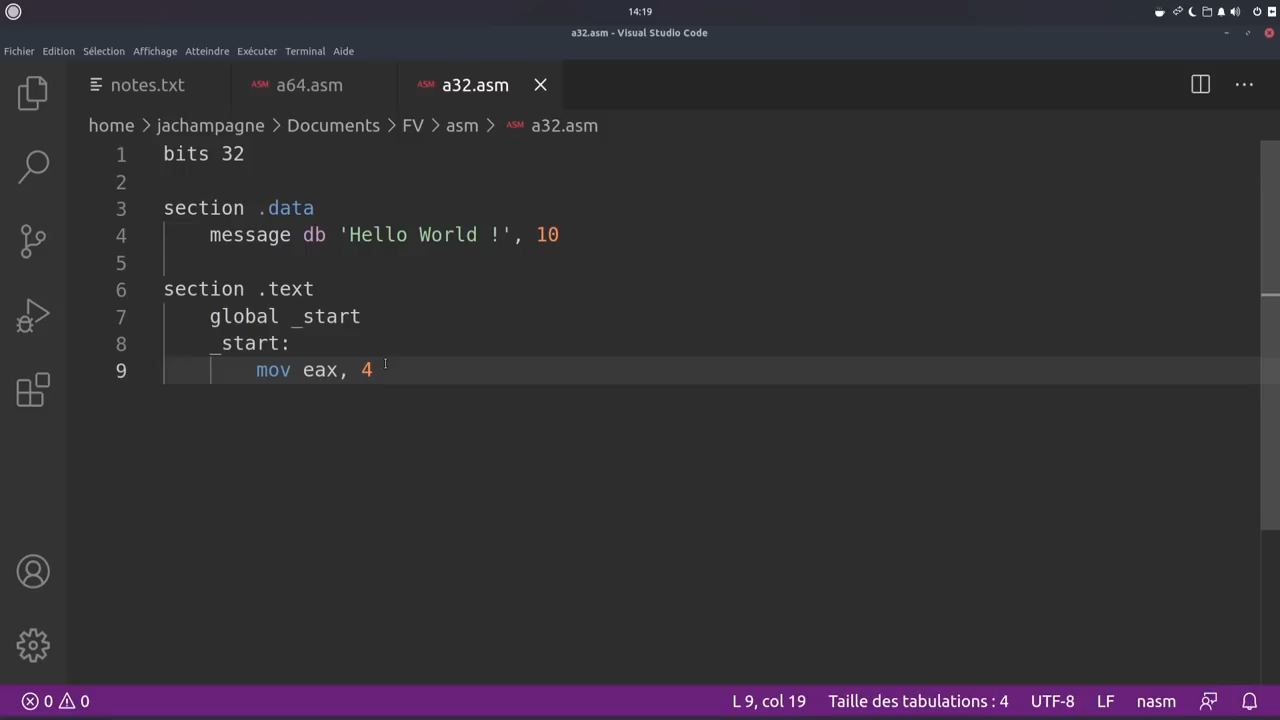 14:19
a32.asm - Visual Studio Code
Fichier Edition Sélection Affichage Atteindre Exécuter Terminal Aide
notes.txt ASM a64.asm ASM a32.asm
home > jachampagne > Documents > FV > asm > ASM a32.asm
1 bits 32
2
3 section .data
4 message db 'Hello World !', 10
5
6 section .text
7 global _start
8 _start:
9 mov eax, 4
0 0 L 9, col 19 Taille des tabulations : 4 UTF-8 LF nasm